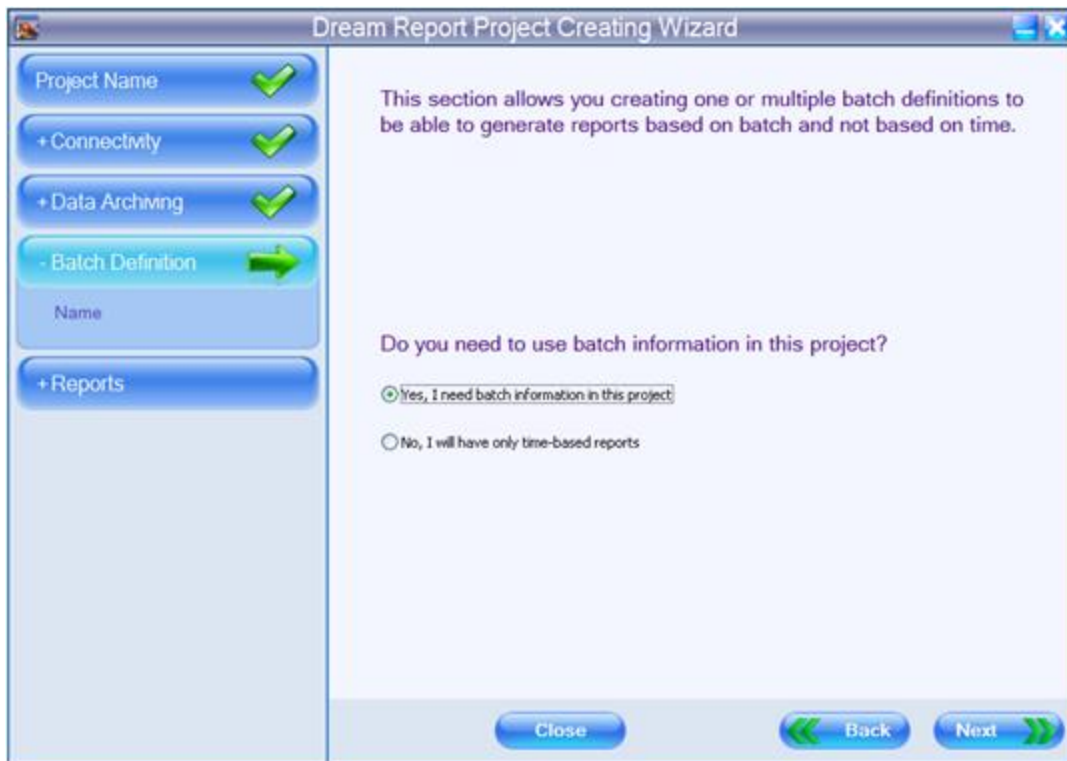 Dream Report Project Creating Wizard
Project Name
+Connectivity
+Data Archiving
- Batch Definition
Name
+Reports
This section allows you creating one or multiple batch definitions to
be able to generate reports based on batch and not based on time.
Do you need to use batch information in this project?
Yes, I need batch information in this project
No, I will have only time-based reports
Close
Back
Next